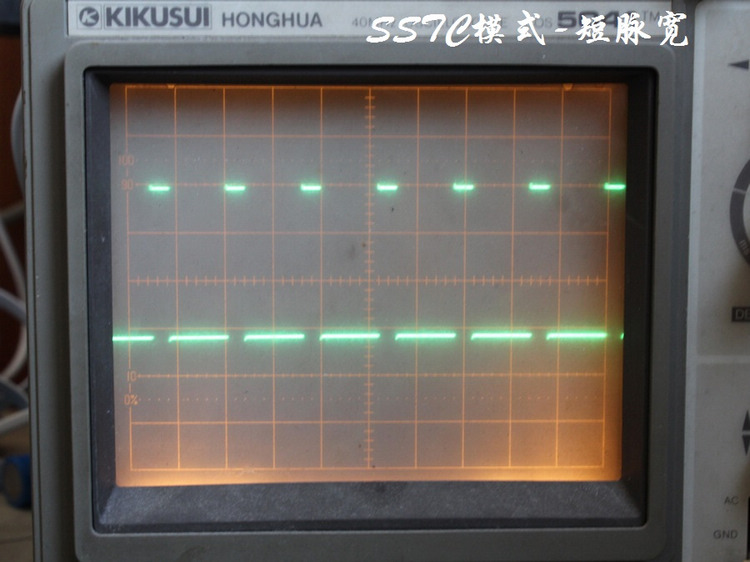 KIKUSUI HONGHUA
SSTC模式-短脉宽
100
90
10
0%
AC
GND